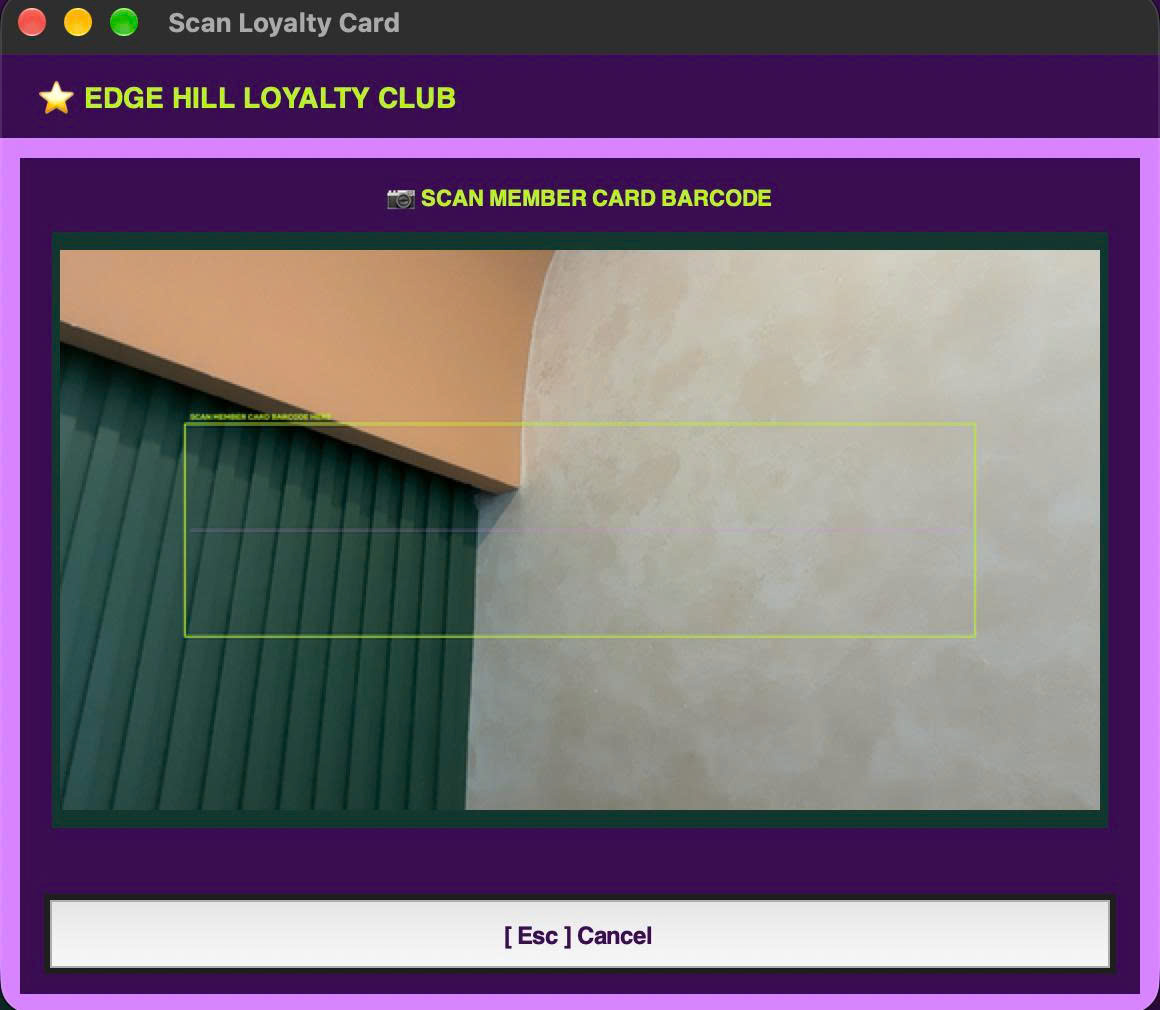 Scan Loyalty Card
EDGE HILL LOYALTY CLUB
SCAN MEMBER CARD BARCODE
SCAN MEMBER CARD BARCODE HERE
[ Esc ] Cancel